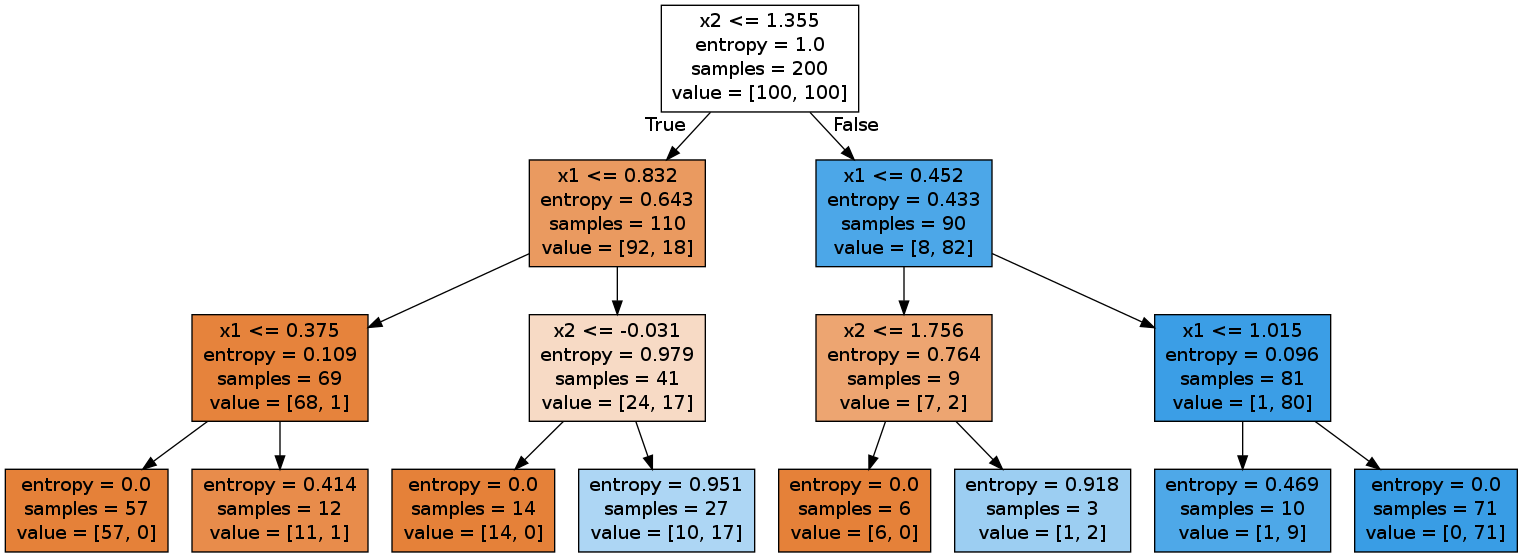 x2 <= 1.355
entropy = 1.0
samples = 200
value = [100, 100]
True
False
x1 <= 0.832
entropy = 0.643
samples = 110
value = [92, 18]
x1 <= 0.452
entropy = 0.433
samples = 90
value = [8, 82]
x1 <= 0.375
entropy = 0.109
samples = 69
value = [68, 1]
x2 <= -0.031
entropy = 0.979
samples = 41
value = [24, 17]
x2 <= 1.756
entropy = 0.764
samples = 9
value = [7, 2]
x1 <= 1.015
entropy = 0.096
samples = 81
value = [1, 80]
entropy = 0.0
samples = 57
value = [57, 0]
entropy = 0.414
samples = 12
value = [11, 1]
entropy = 0.0
samples = 14
value = [14, 0]
entropy = 0.951
samples = 27
value = [10, 17]
entropy = 0.0
samples = 6
value = [6, 0]
entropy = 0.918
samples = 3
value = [1, 2]
entropy = 0.469
samples = 10
value = [1, 9]
entropy = 0.0
samples = 71
value = [0, 71]